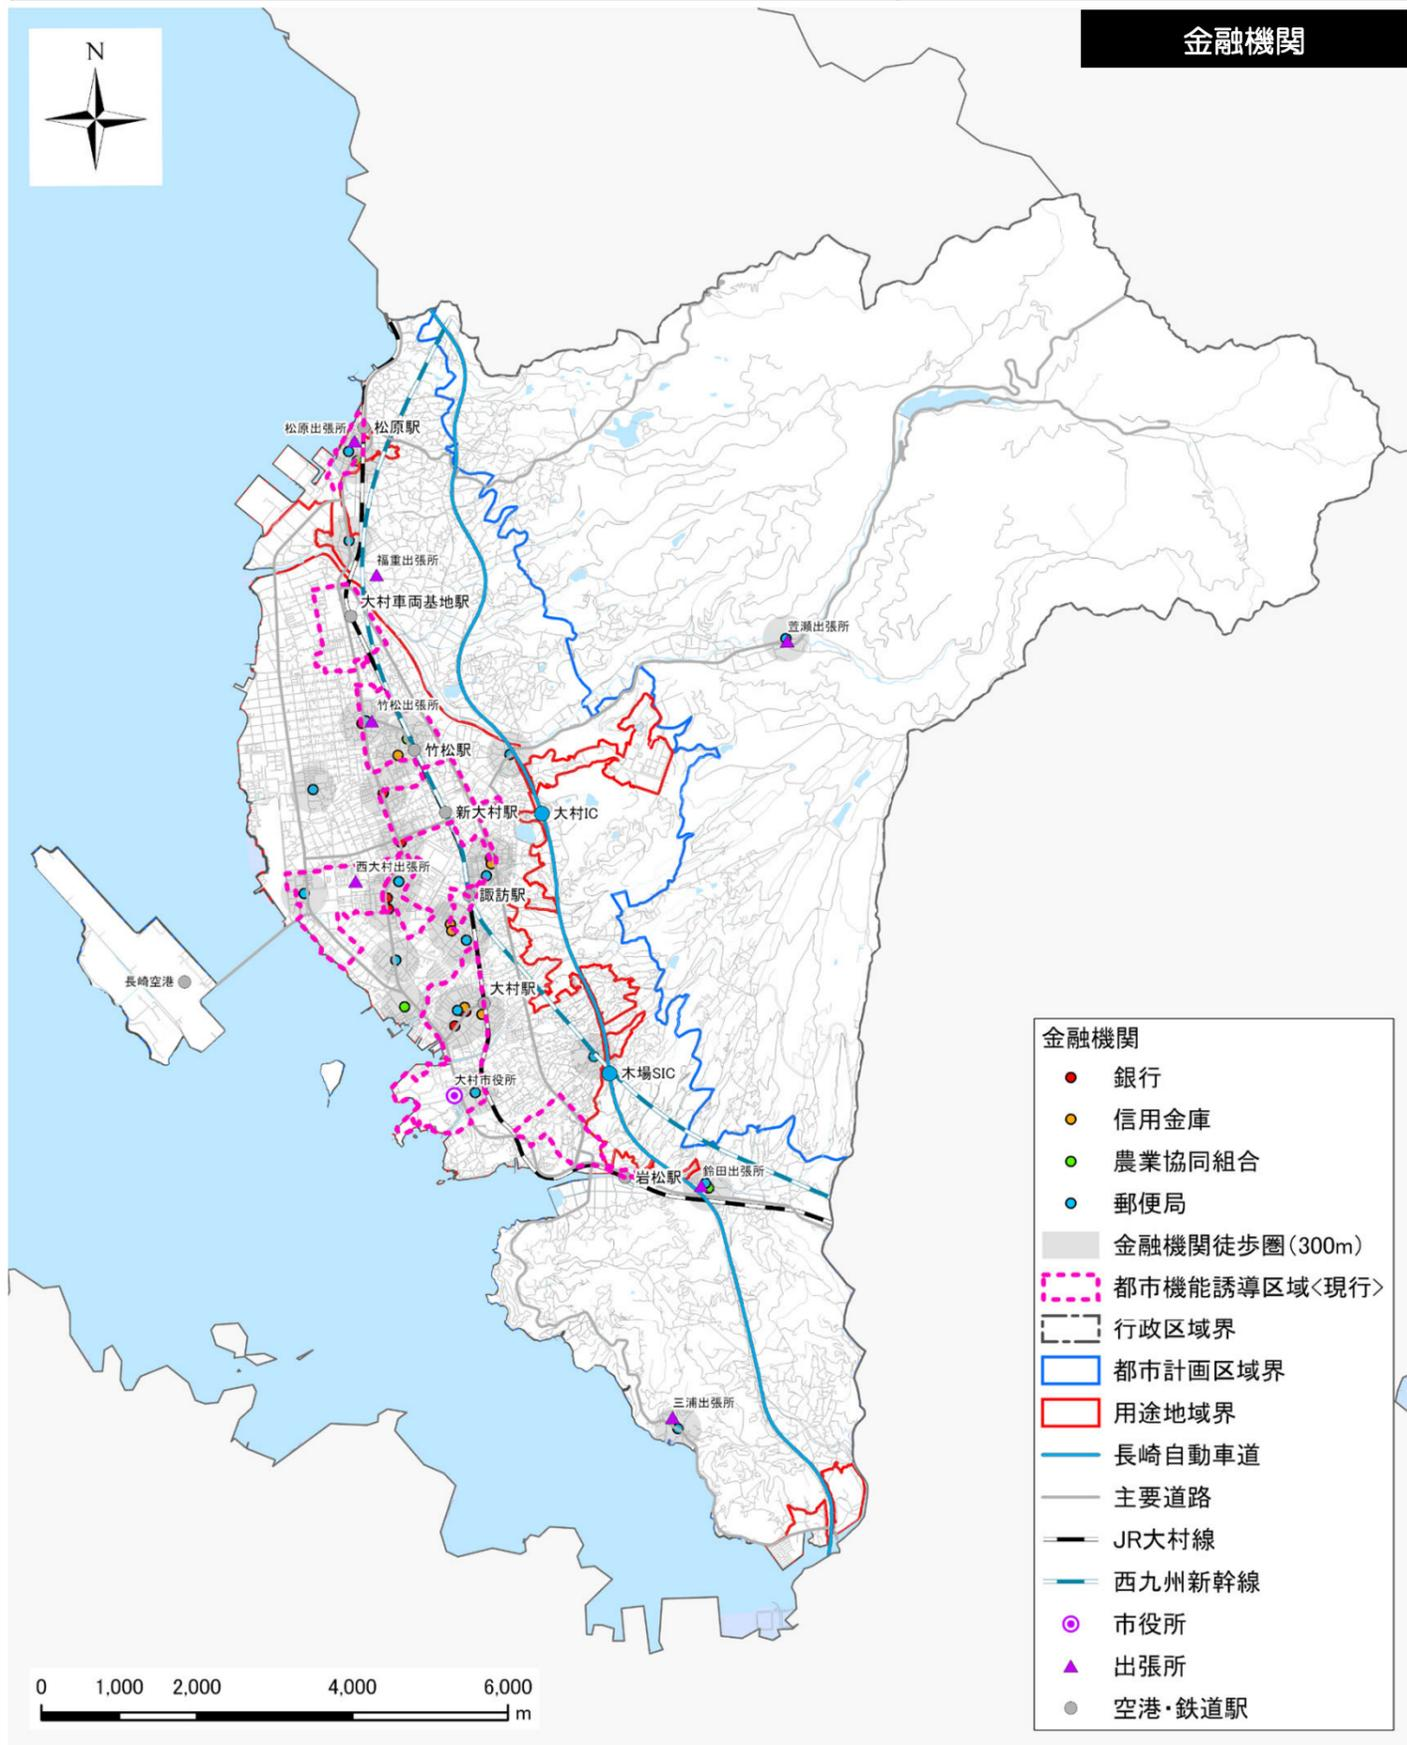 金融機関
N
松原出張所
松原駅
福重出張所
大村車両基地駅
萱瀬出張所
竹松出張所
竹松駅
新大村駅
大村IC
西大村出張所
諏訪駅
長崎空港
大村駅
木場SIC
大村市役所
岩松駅
鈴田出張所
三浦出張所
金融機関
銀行
信用金庫
農業協同組合
郵便局
金融機関徒歩圏(300m)
都市機能誘導区域<現行>
行政区域界
都市計画区域界
用途地域界
長崎自動車道
主要道路
JR大村線
西九州新幹線
市役所
出張所
空港・鉄道駅
0 1,000 2,000 4,000 6,000
m